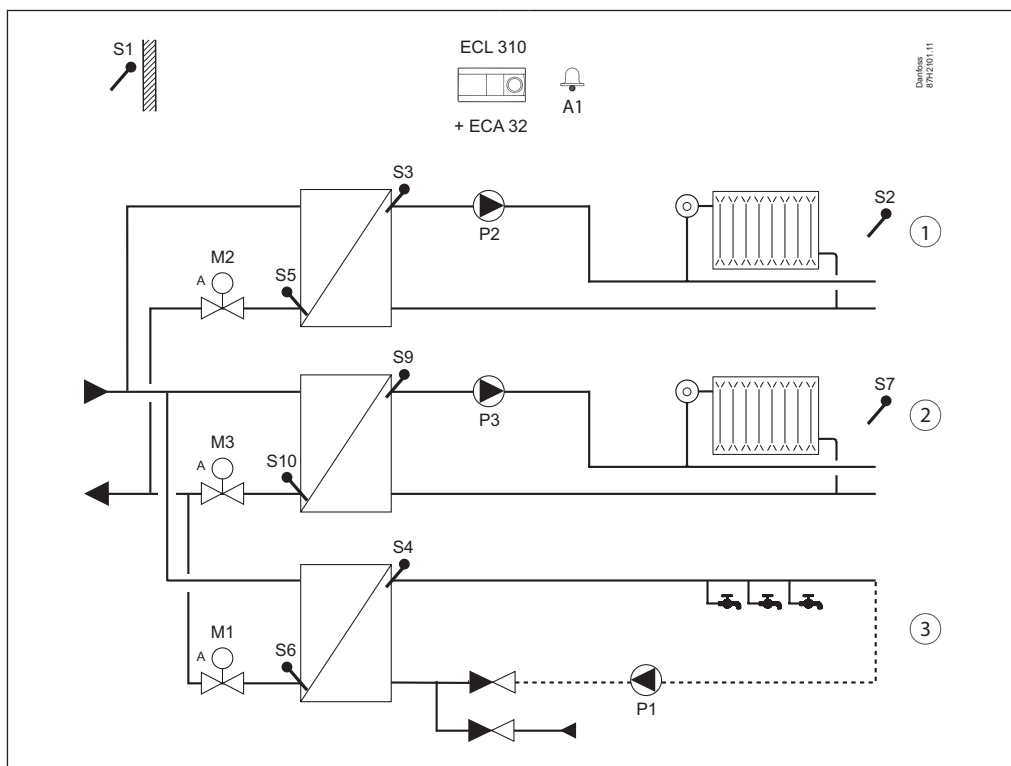 S1
ECL 310
A1
+ ECA 32
Danfoss
87H2101.11
S3
P2
S2
1
M2
A
S5
S9
P3
S7
2
M3
A
S10
S4
3
M1
A
S6
P1